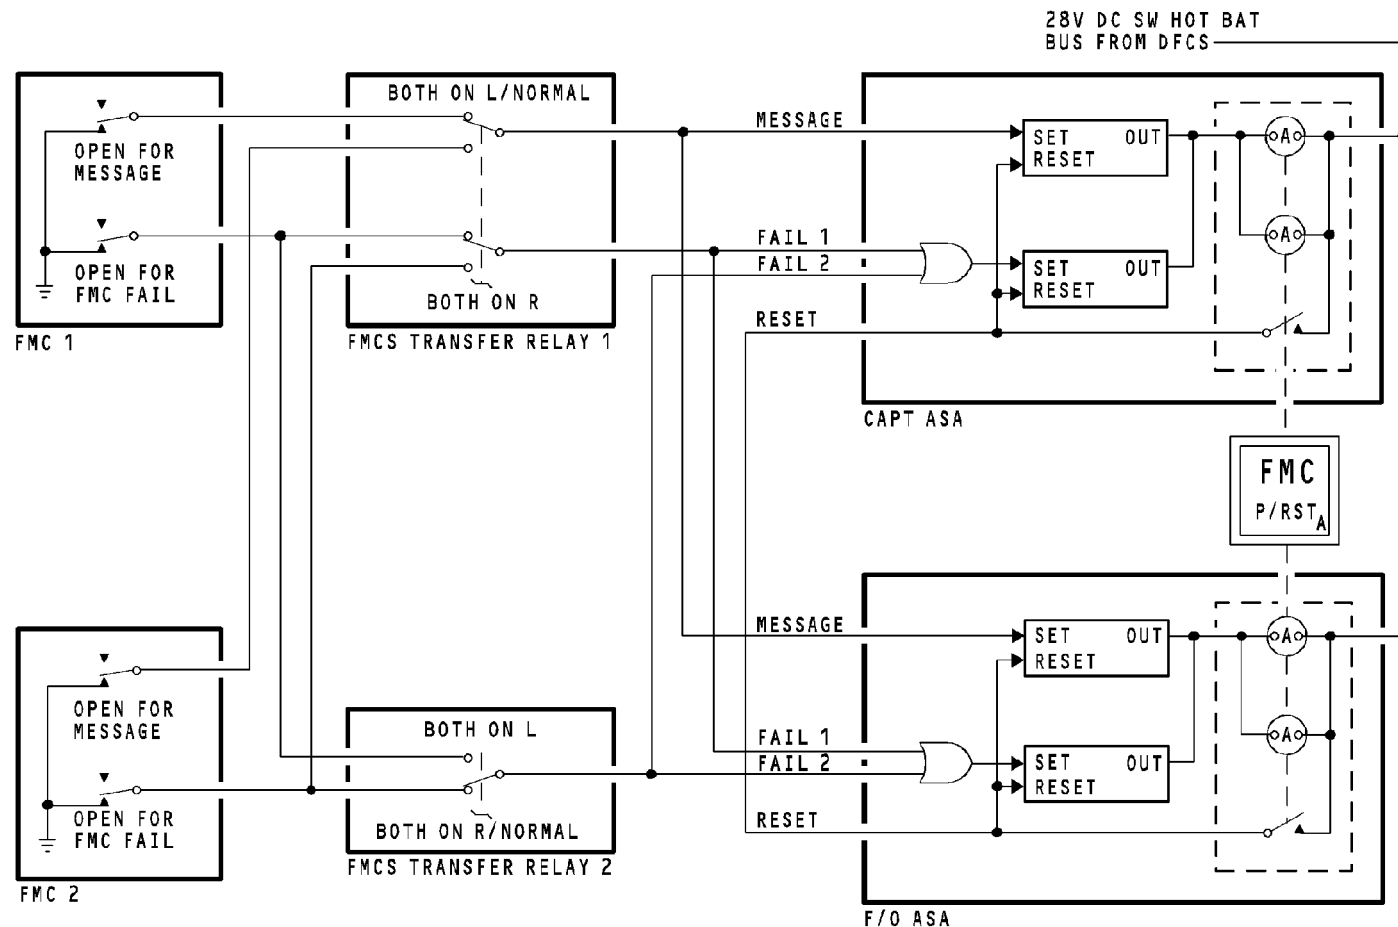 28V DC SW HOT BAT
BUS FROM DFCS
BOTH ON L/NORMAL
OPEN FOR
MESSAGE
OPEN FOR
FMC FAIL
FMC 1
BOTH ON R
FMCS TRANSFER RELAY 1
MESSAGE
FAIL 1
FAIL 2
RESET
SET OUT
RESET
SET OUT
RESET
A
A
CAPT ASA
FMC
P/RST
A
OPEN FOR
MESSAGE
OPEN FOR
FMC FAIL
FMC 2
BOTH ON L
BOTH ON R/NORMAL
FMCS TRANSFER RELAY 2
MESSAGE
FAIL 1
FAIL 2
RESET
SET OUT
RESET
SET OUT
RESET
A
A
F/O ASA